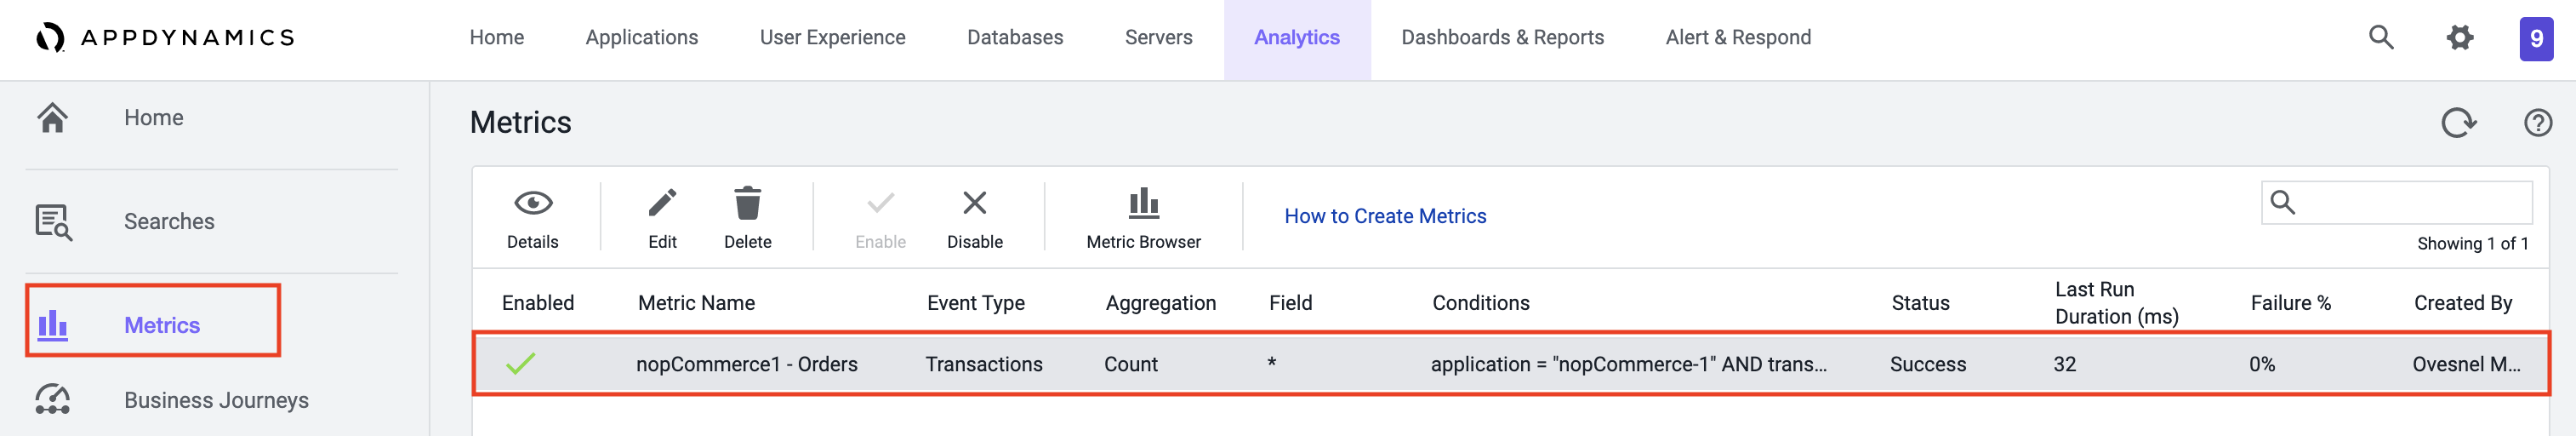 APPDYNAMICS
Home Applications User Experience Databases Servers Analytics Dashboards & Reports Alert & Respond 9
Home
Searches
Metrics
Business Journeys
Metrics
Details Edit Delete Enable Disable Metric Browser How to Create Metrics
Showing 1 of 1
Enabled Metric Name Event Type Aggregation Field Conditions Status Last Run Duration (ms) Failure % Created By
nopCommerce1 - Orders Transactions Count * application = "nopCommerce-1" AND trans... Success 32 0% Ovesnel M...